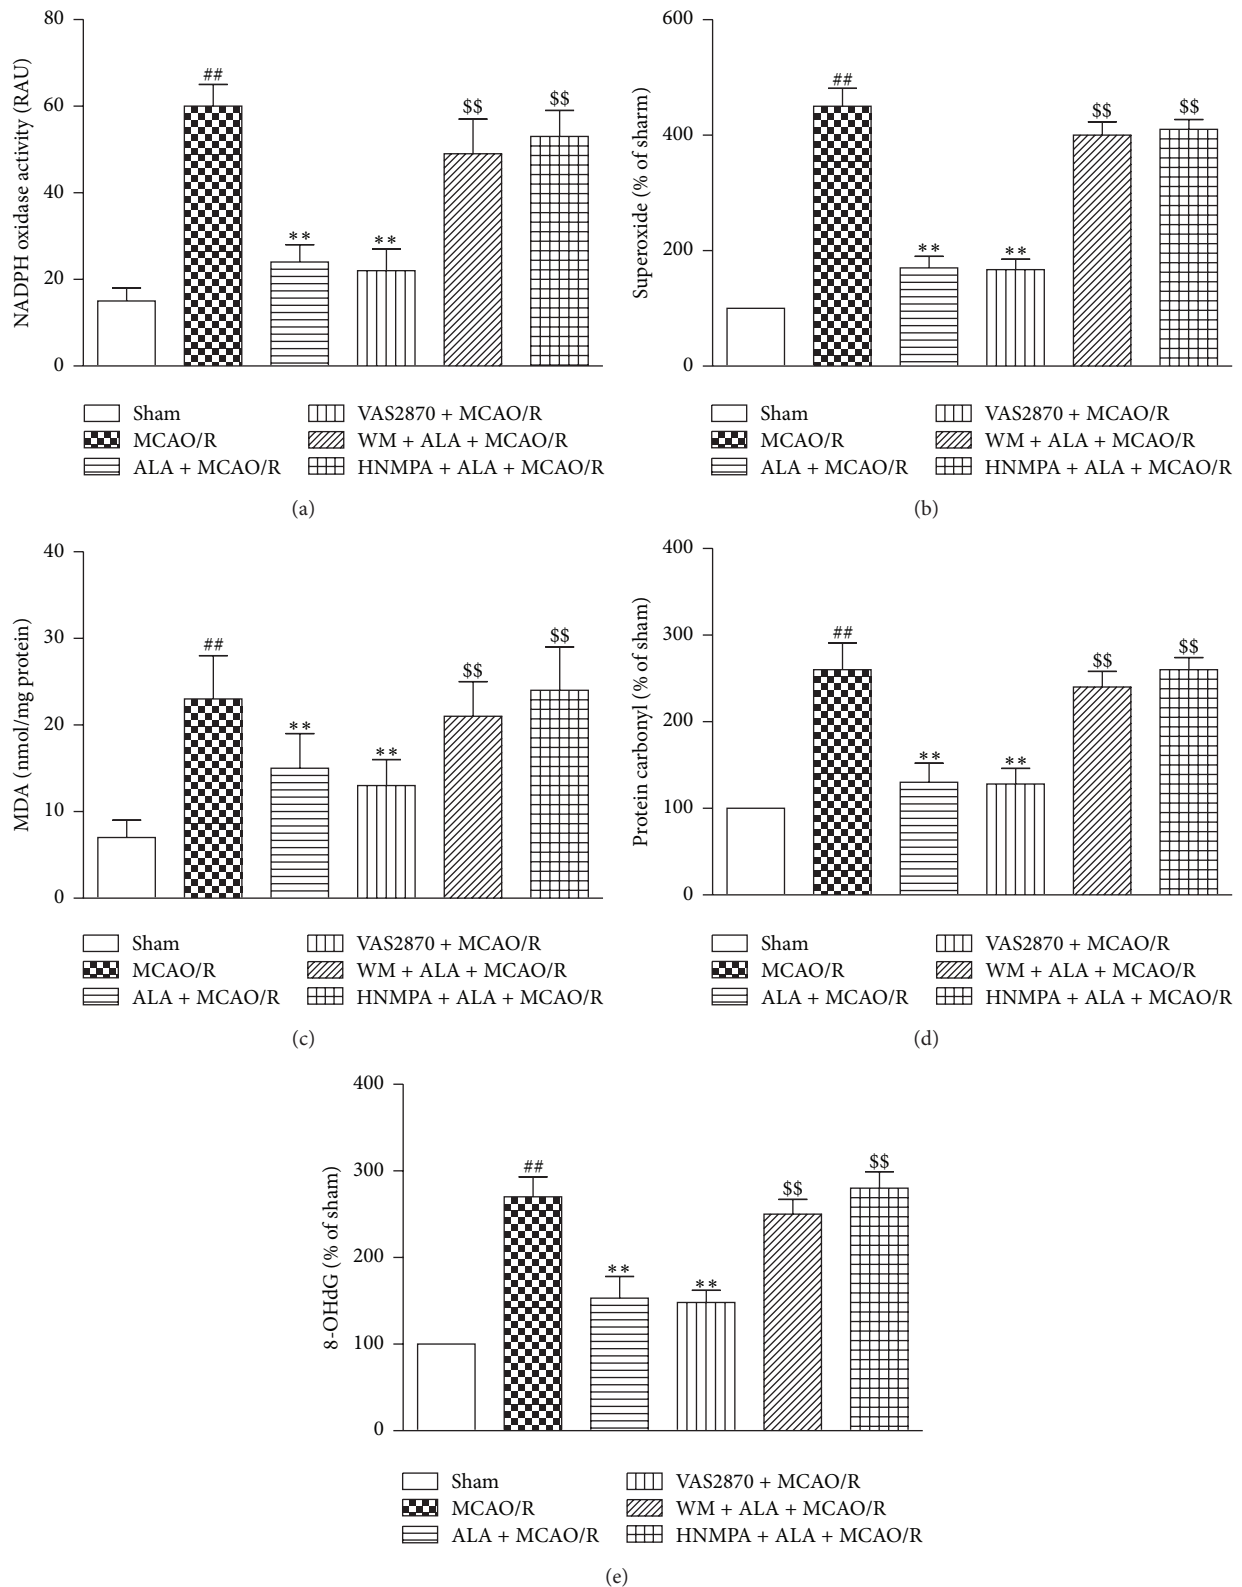 NADPH oxidase activity (RAU)
80
60
40
20
0
##
**
**
$$
$$
Sham
MCAO/R
ALA + MCAO/R
VAS2870 + MCAO/R
WM + ALA + MCAO/R
HNMPA + ALA + MCAO/R
(a)
Superoxide (% of sharm)
600
400
200
0
##
**
**
$$
$$
Sham
MCAO/R
ALA + MCAO/R
VAS2870 + MCAO/R
WM + ALA + MCAO/R
HNMPA + ALA + MCAO/R
(b)
MDA (nmol/mg protein)
40
30
20
10
0
##
**
**
$$
$$
Sham
MCAO/R
ALA + MCAO/R
VAS2870 + MCAO/R
WM + ALA + MCAO/R
HNMPA + ALA + MCAO/R
(c)
Protein carbonyl (% of sham)
400
300
200
100
0
##
**
**
$$
$$
Sham
MCAO/R
ALA + MCAO/R
VAS2870 + MCAO/R
WM + ALA + MCAO/R
HNMPA + ALA + MCAO/R
(d)
8-OHdG (% of sham)
400
300
200
100
0
##
**
**
$$
$$
Sham
MCAO/R
ALA + MCAO/R
VAS2870 + MCAO/R
WM + ALA + MCAO/R
HNMPA + ALA + MCAO/R
(e)